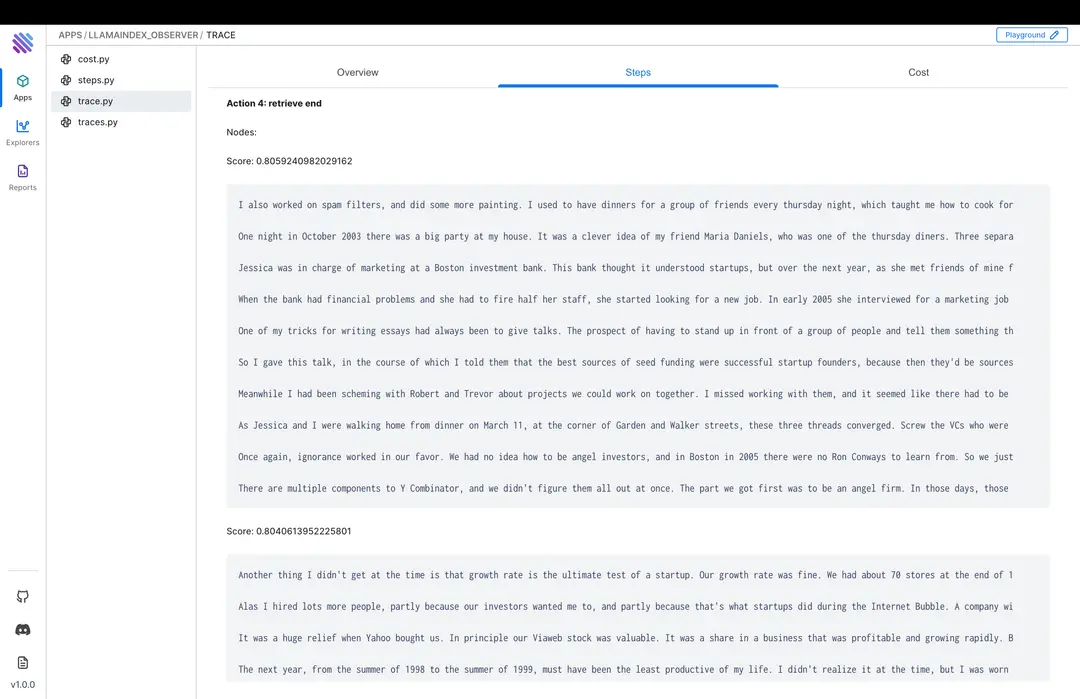 APPS / LLAMAINDEX_OBSERVER / TRACE
Playground
Apps
Explorers
Reports
v1.0.0
cost.py
steps.py
trace.py
traces.py
Overview
Steps
Cost
Action 4: retrieve end
Nodes:
Score: 0.8059240982029162
I also worked on spam filters, and did some more painting. I used to have dinners for a group of friends every thursday night, which taught me how to cook for
One night in October 2003 there was a big party at my house. It was a clever idea of my friend Maria Daniels, who was one of the thursday diners. Three separa
Jessica was in charge of marketing at a Boston investment bank. This bank thought it understood startups, but over the next year, as she met friends of mine f
When the bank had financial problems and she had to fire half her staff, she started looking for a new job. In early 2005 she interviewed for a marketing job
One of my tricks for writing essays had always been to give talks. The prospect of having to stand up in front of a group of people and tell them something th
So I gave this talk, in the course of which I told them that the best sources of seed funding were successful startup founders, because then they'd be sources
Meanwhile I had been scheming with Robert and Trevor about projects we could work on together. I missed working with them, and it seemed like there had to be
As Jessica and I were walking home from dinner on March 11, at the corner of Garden and Walker streets, these three threads converged. Screw the VCs who were
Once again, ignorance worked in our favor. We had no idea how to be angel investors, and in Boston in 2005 there were no Ron Conways to learn from. So we just
There are multiple components to Y Combinator, and we didn't figure them all out at once. The part we got first was to be an angel firm. In those days, those
Score: 0.8040613952225801
Another thing I didn't get at the time is that growth rate is the ultimate test of a startup. Our growth rate was fine. We had about 70 stores at the end of 1
Alas I hired lots more people, partly because our investors wanted me to, and partly because that's what startups did during the Internet Bubble. A company wi
It was a huge relief when Yahoo bought us. In principle our Viaweb stock was valuable. It was a share in a business that was profitable and growing rapidly. B
The next year, from the summer of 1998 to the summer of 1999, must have been the least productive of my life. I didn't realize it at the time, but I was worn